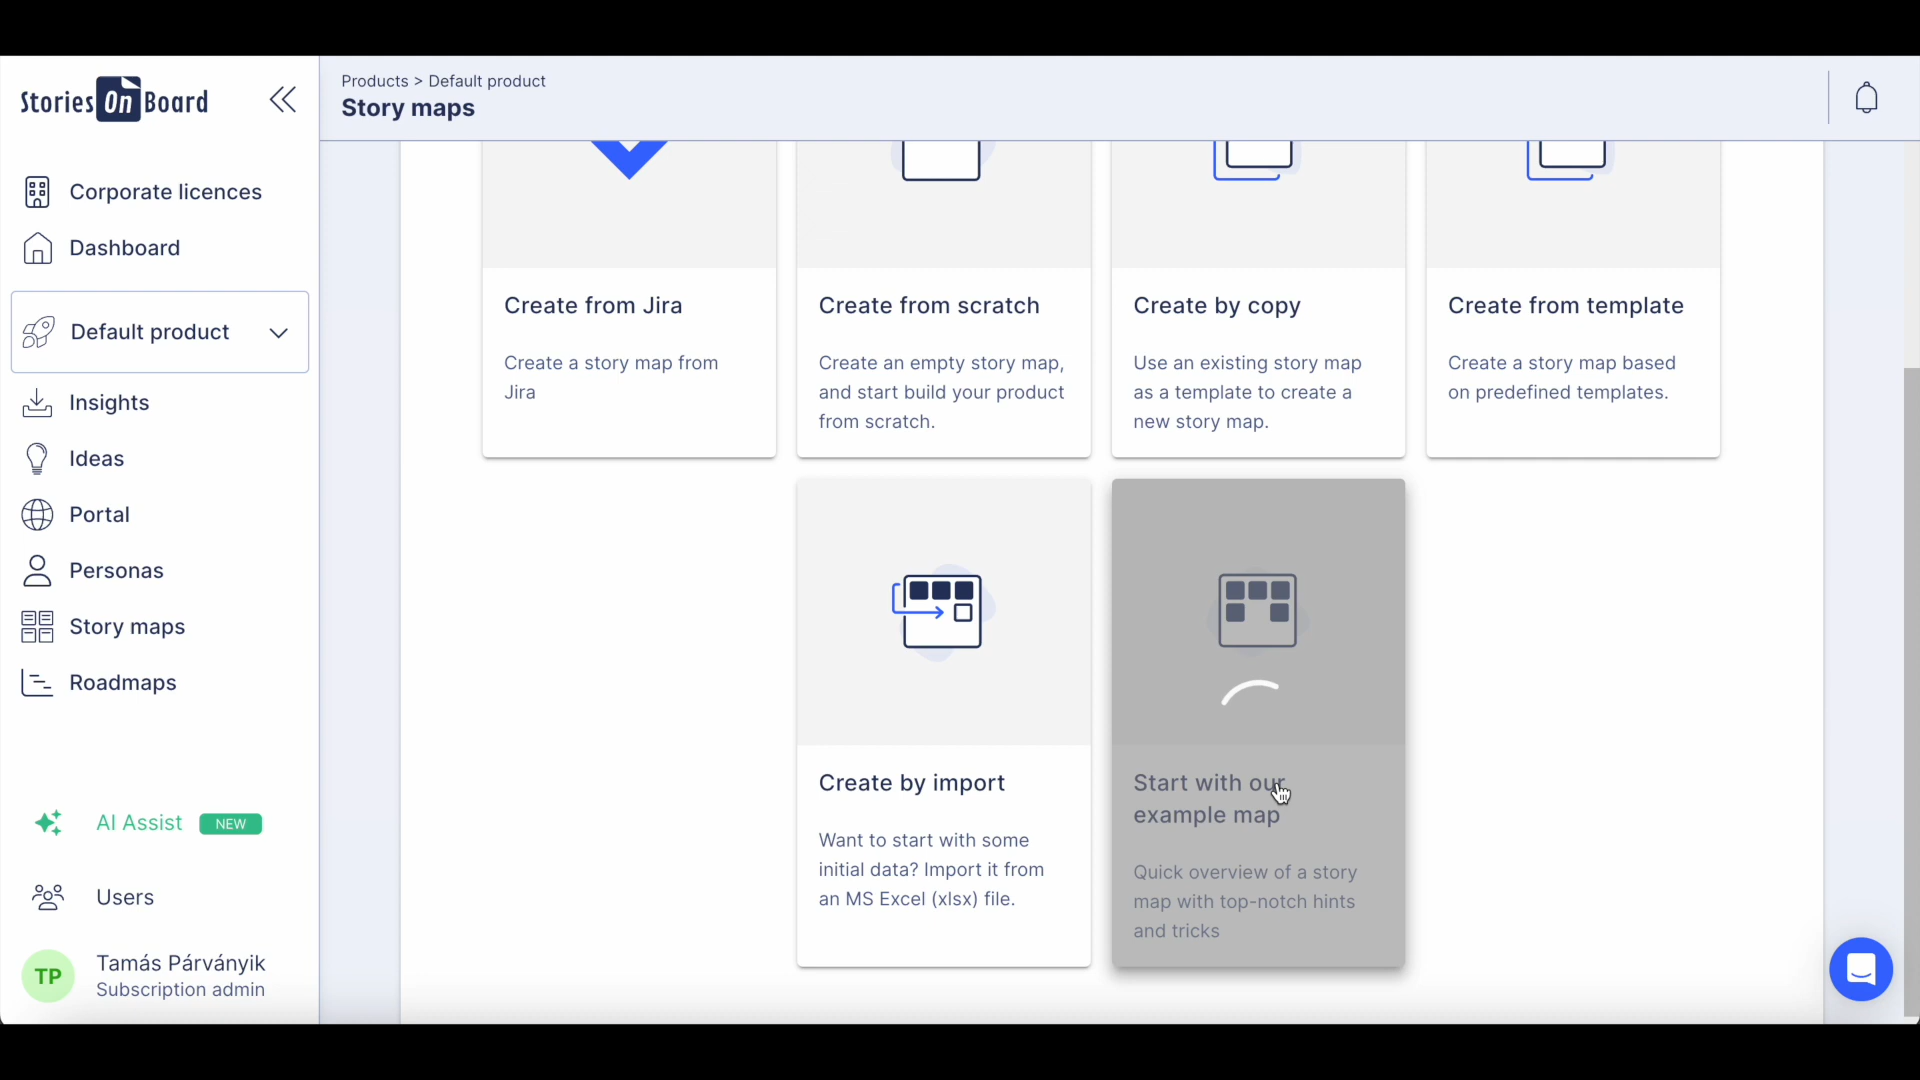 Stories On Board
Products > Default product
Story maps
Corporate licences
Dashboard
Default product
Insights
Ideas
Portal
Personas
Story maps
Roadmaps
AI Assist NEW
Users
TP
Tamás Párványik
Subscription admin
Create from Jira
Create a story map from
Jira
Create from scratch
Create an empty story map,
and start build your product
from scratch.
Create by copy
Use an existing story map
as a template to create a
new story map.
Create from template
Create a story map based
on predefined templates.
Create by import
Want to start with some
initial data? Import it from
an MS Excel (xlsx) file.
Start with our
example map
Quick overview of a story
map with top-notch hints
and tricks